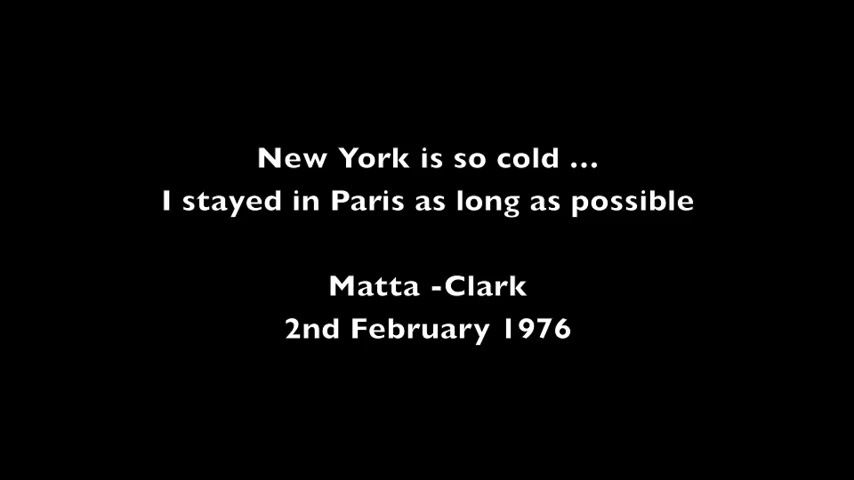 New York is so cold ...
I stayed in Paris as long as possible
Matta -Clark
2nd February 1976